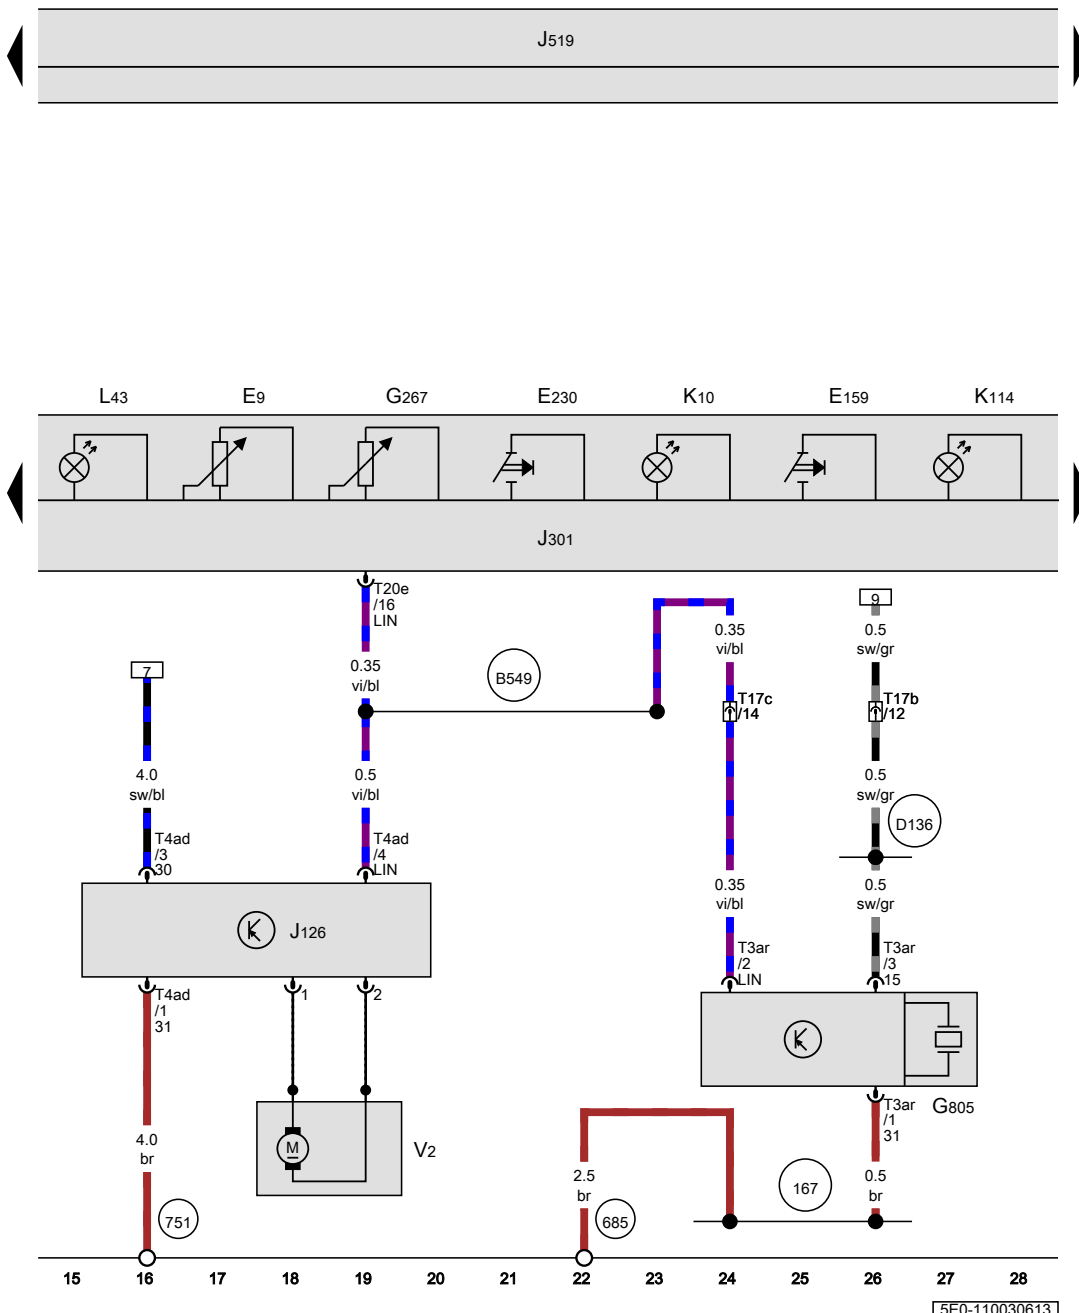 J519
L43 E9 G267 E230 K10 E159 K114
J301
T20e
/16
LIN
9
0.35
vi/bl
0.5
sw/gr
0.35
vi/bl
B549
7
T17c
/14
T17b
/12
4.0
sw/bl
0.5
vi/bl
0.5
sw/gr
D136
T4ad
/3
30
T4ad
/4
LIN
0.35
vi/bl
0.5
sw/gr
J126
T3ar
/2
LIN
T3ar
/3
15
T4ad
/1
31
1
2
G805
T3ar
/1
31
4.0
br
M
V2
2.5
br
167
0.5
br
751
685
15 16 17 18 19 20 21 22 23 24 25 26 27 28
5E0-110030613